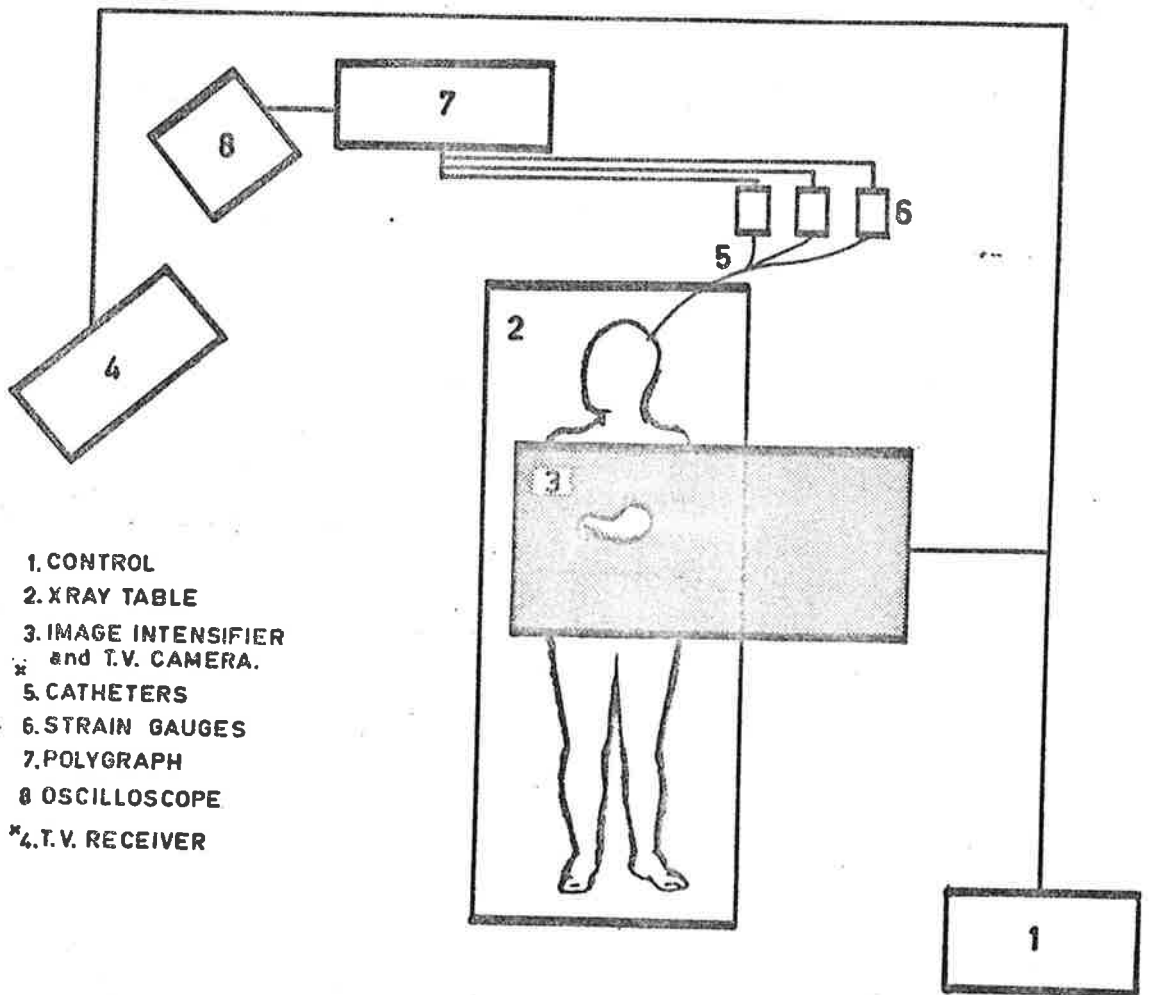 7
8
6
5
2
4
3
1. CONTROL
2. XRAY TABLE
3. IMAGE INTENSIFIER
and T.V. CAMERA.
x
5. CATHETERS
6. STRAIN GAUGES
7. POLYGRAPH
8 OSCILLOSCOPE
x4. T.V. RECEIVER
1